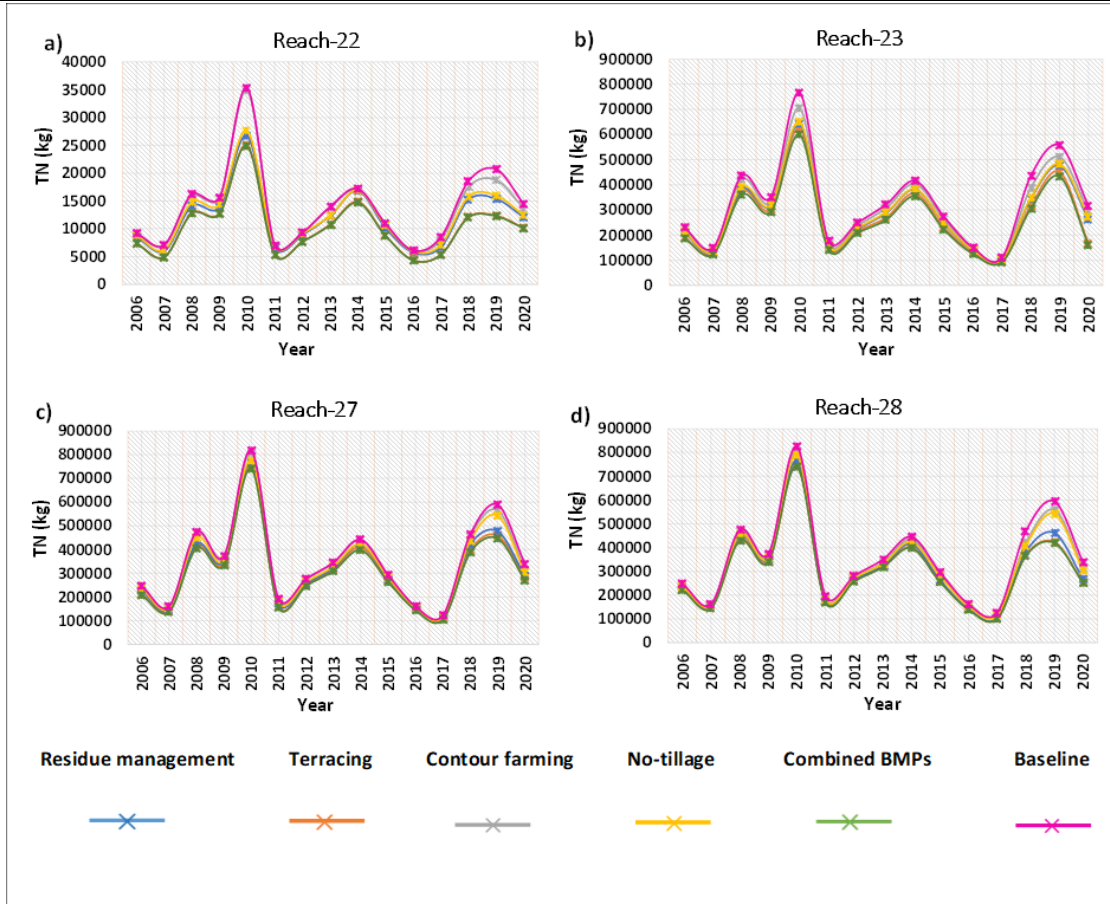 a) Reach-22
40000
35000
30000
25000
20000
15000
10000
5000
0
TN (kg)
2006 2007 2008 2009 2010 2011 2012 2013 2014 2015 2016 2017 2018 2019 2020
Year
b) Reach-23
900000
800000
700000
600000
500000
400000
300000
200000
100000
0
TN (kg)
2006 2007 2008 2009 2010 2011 2012 2013 2014 2015 2016 2017 2018 2019 2020
Year
c) Reach-27
900000
800000
700000
600000
500000
400000
300000
200000
100000
0
TN (kg)
2006 2007 2008 2009 2010 2011 2012 2013 2014 2015 2016 2017 2018 2019 2020
Year
d) Reach-28
900000
800000
700000
600000
500000
400000
300000
200000
100000
0
TN (kg)
2006 2007 2008 2009 2010 2011 2012 2013 2014 2015 2016 2017 2018 2019 2020
Year
Residue management Terracing Contour farming No-tillage Combined BMPs Baseline